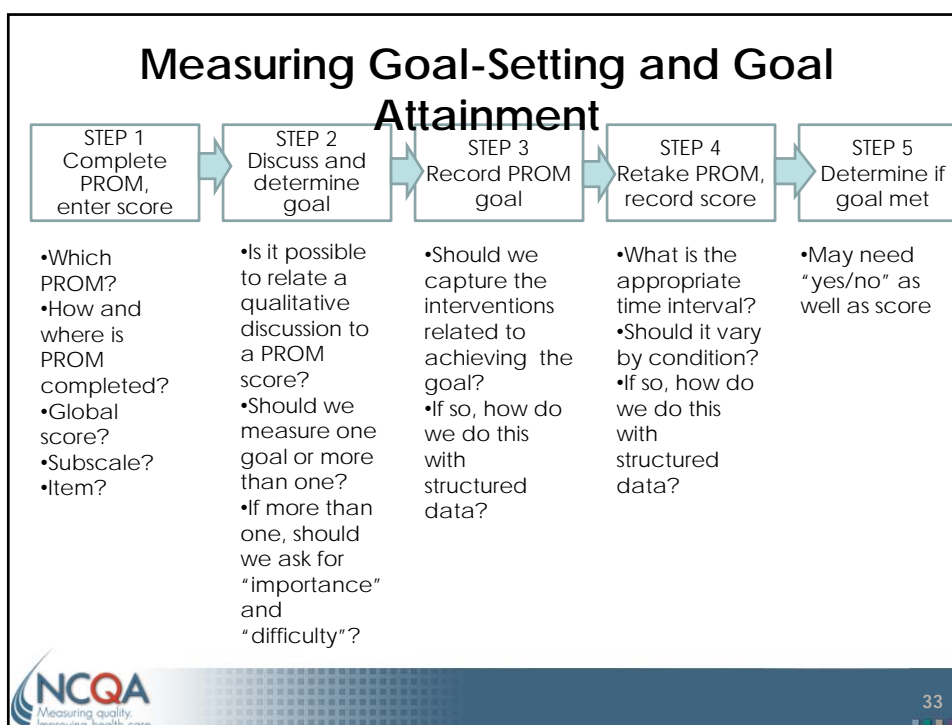 Measuring Goal-Setting and Goal
Attainment
STEP 1
Complete
PROM,
enter score
STEP 2
Discuss and
determine
goal
STEP 3
Record PROM
goal
STEP 4
Retake PROM,
record score
STEP 5
Determine if
goal met
•Which
PROM?
•How and
where is
PROM
completed?
•Global
score?
•Subscale?
•Item?
•Is it possible
to relate a
qualitative
discussion to
a PROM
score?
•Should we
measure one
goal or more
than one?
•If more than
one, should
we ask for
“importance”
and
“difficulty”?
•Should we
capture the
interventions
related to
achieving the
goal?
•If so, how do
we do this
with
structured
data?
•What is the
appropriate
time interval?
•Should it vary
by condition?
•If so, how do
we do this
with
structured
data?
•May need
“yes/no” as
well as score
NCQA
Measuring quality.
Improving health care.
33